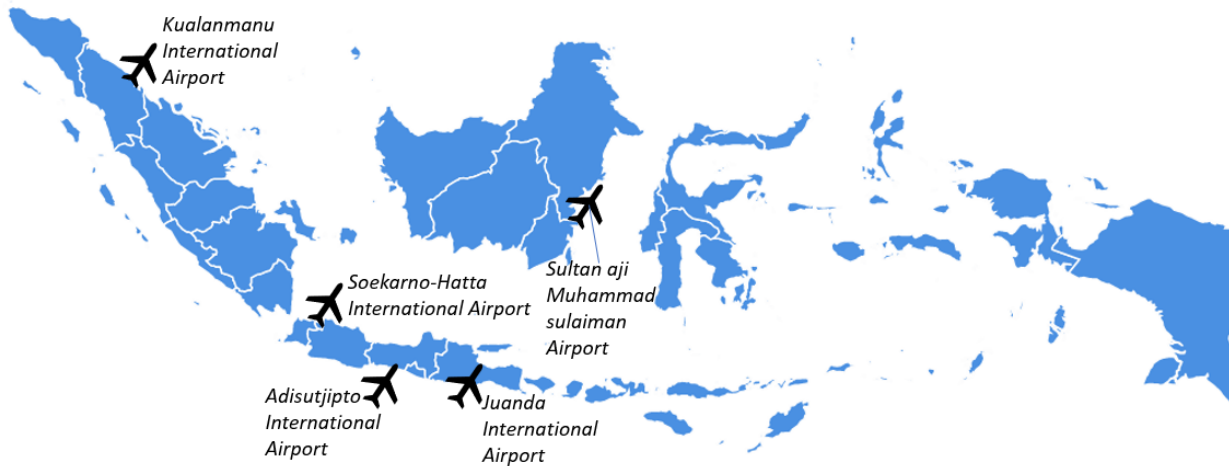 Kualanmanu
International
Airport
Soekarno-Hatta
International Airport
Sultan aji
Muhammad
sulaiman
Airport
Adisutjipto
International
Airport
Juanda
International
Airport